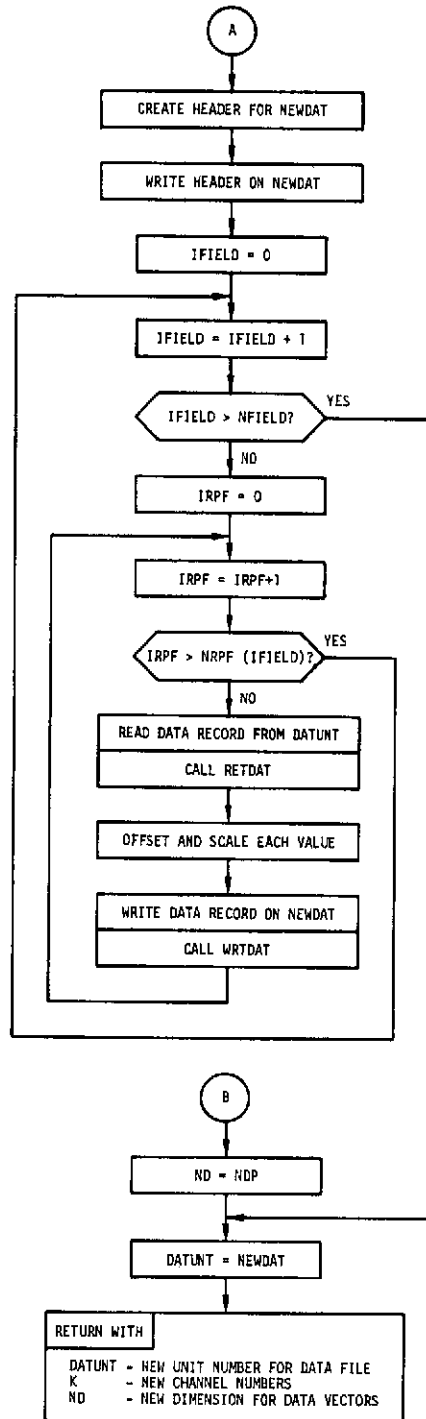 A
CREATE HEADER FOR NEWDAT
WRITE HEADER ON NEWDAT
IFIELD = 0
IFIELD = IFIELD + 1
IFIELD > NFIELD?
YES
NO
IRPF = 0
IRPF = IRPF+1
IRPF > NRPF (IFIELD)?
YES
NO
READ DATA RECORD FROM DATUNT
CALL RETDAT
OFFSET AND SCALE EACH VALUE
WRITE DATA RECORD ON NEWDAT
CALL WRTDAT
B
ND = NDP
DATUNT = NEWDAT
RETURN WITH
DATUNT - NEW UNIT NUMBER FOR DATA FILE
K - NEW CHANNEL NUMBERS
ND - NEW DIMENSION FOR DATA VECTORS